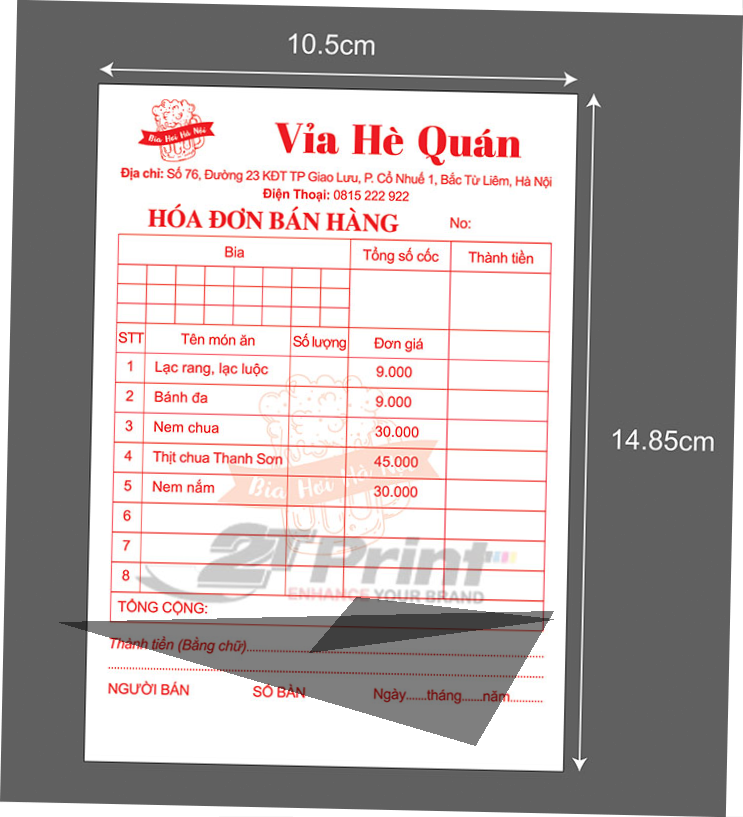 10.5cm
Bia Hơi Hà Nội
Vỉa Hè Quán
Địa chỉ: Số 76, Đường 23 KĐT TP Giao Lưu, P. Cổ Nhuế 1, Bắc Từ Liêm, Hà Nội
Điện Thoại: 0815 222 922
HÓA ĐƠN BÁN HÀNG No:
Bia Tổng số cốc Thành tiền
STT Tên món ăn Số lượng Đơn giá
1 Lạc rang, lạc luộc 9.000
2 Bánh đa 9.000
3 Nem chua 30.000
14.85cm
4 Thịt chua Thanh Sơn 45.000
5 Nem nắm 30.000
Bia Hơi Hà Nội
6
7
8
2T Print
ENHANCE YOUR BRAND
TỔNG CỘNG:
Thành tiền (Bằng chữ)
NGƯỜI BÁN SỐ BÀN Ngày......tháng......năm..........